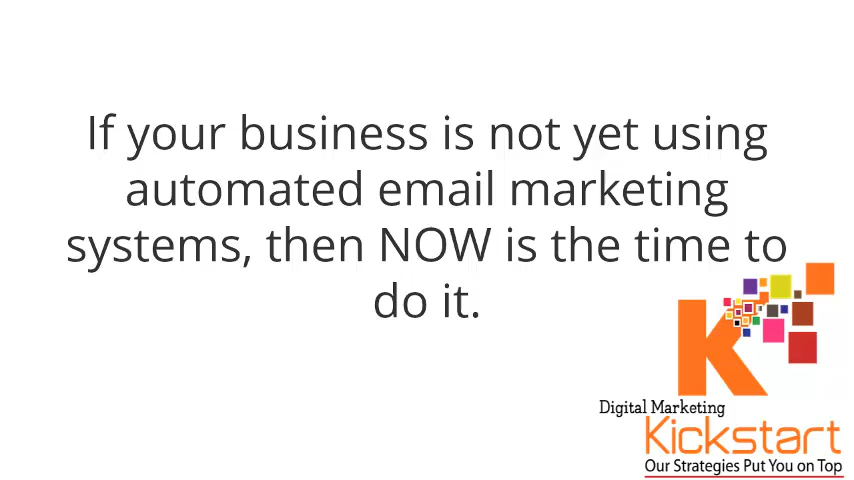 If your business is not yet using
automated email marketing
systems, then NOW is the time to
do it.
K
Digital Marketing
Kickstart
Our Strategies Put You on Top